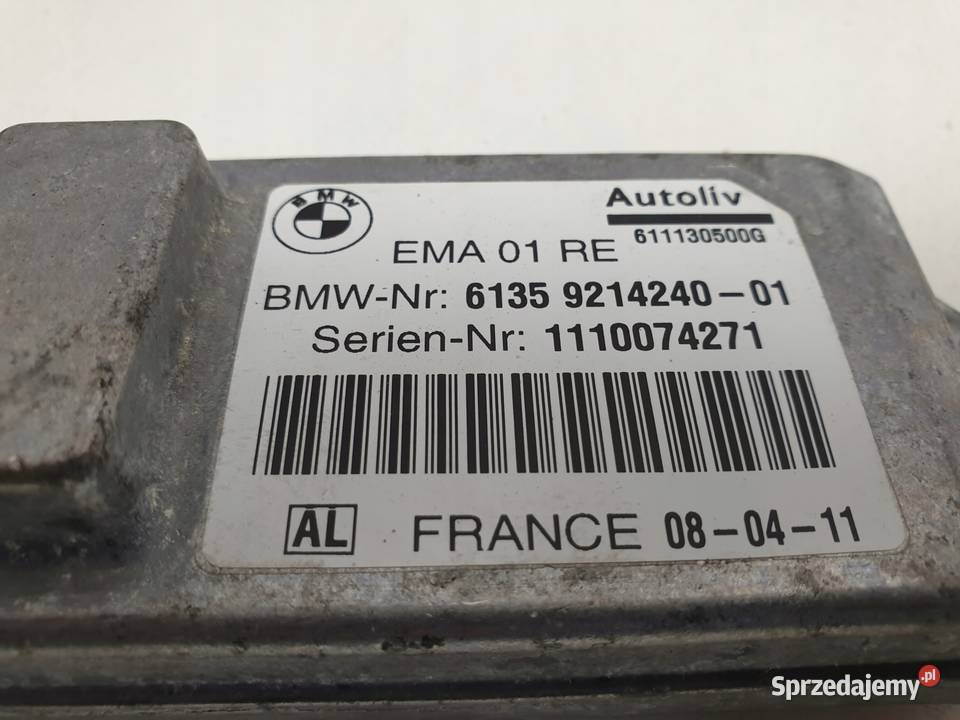 BMW
Autoliv
611130500G
EMA 01 RE
BMW-Nr: 6135 9214240-01
Serien-Nr: 1110074271
AL FRANCE 08-04-11
Sprzedajemy.pl